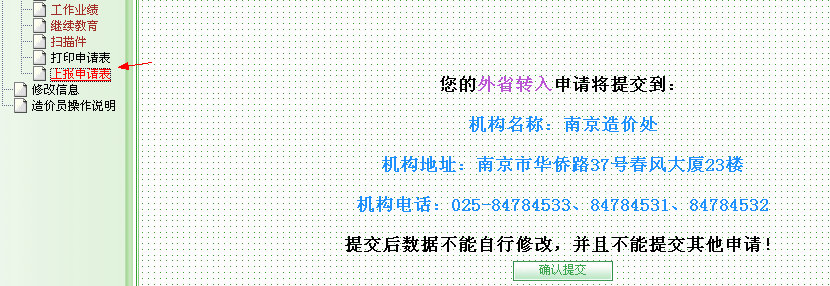 工作业绩
继续教育
扫描件
打印申请表
上报申请表
修改信息
造价员操作说明
您的外省转入申请将提交到：
机构名称：南京造价处
机构地址：南京市华侨路37号春风大厦23楼
机构电话：025-84784533、84784531、84784532
提交后数据不能自行修改，并且不能提交其他申请！
确认提交